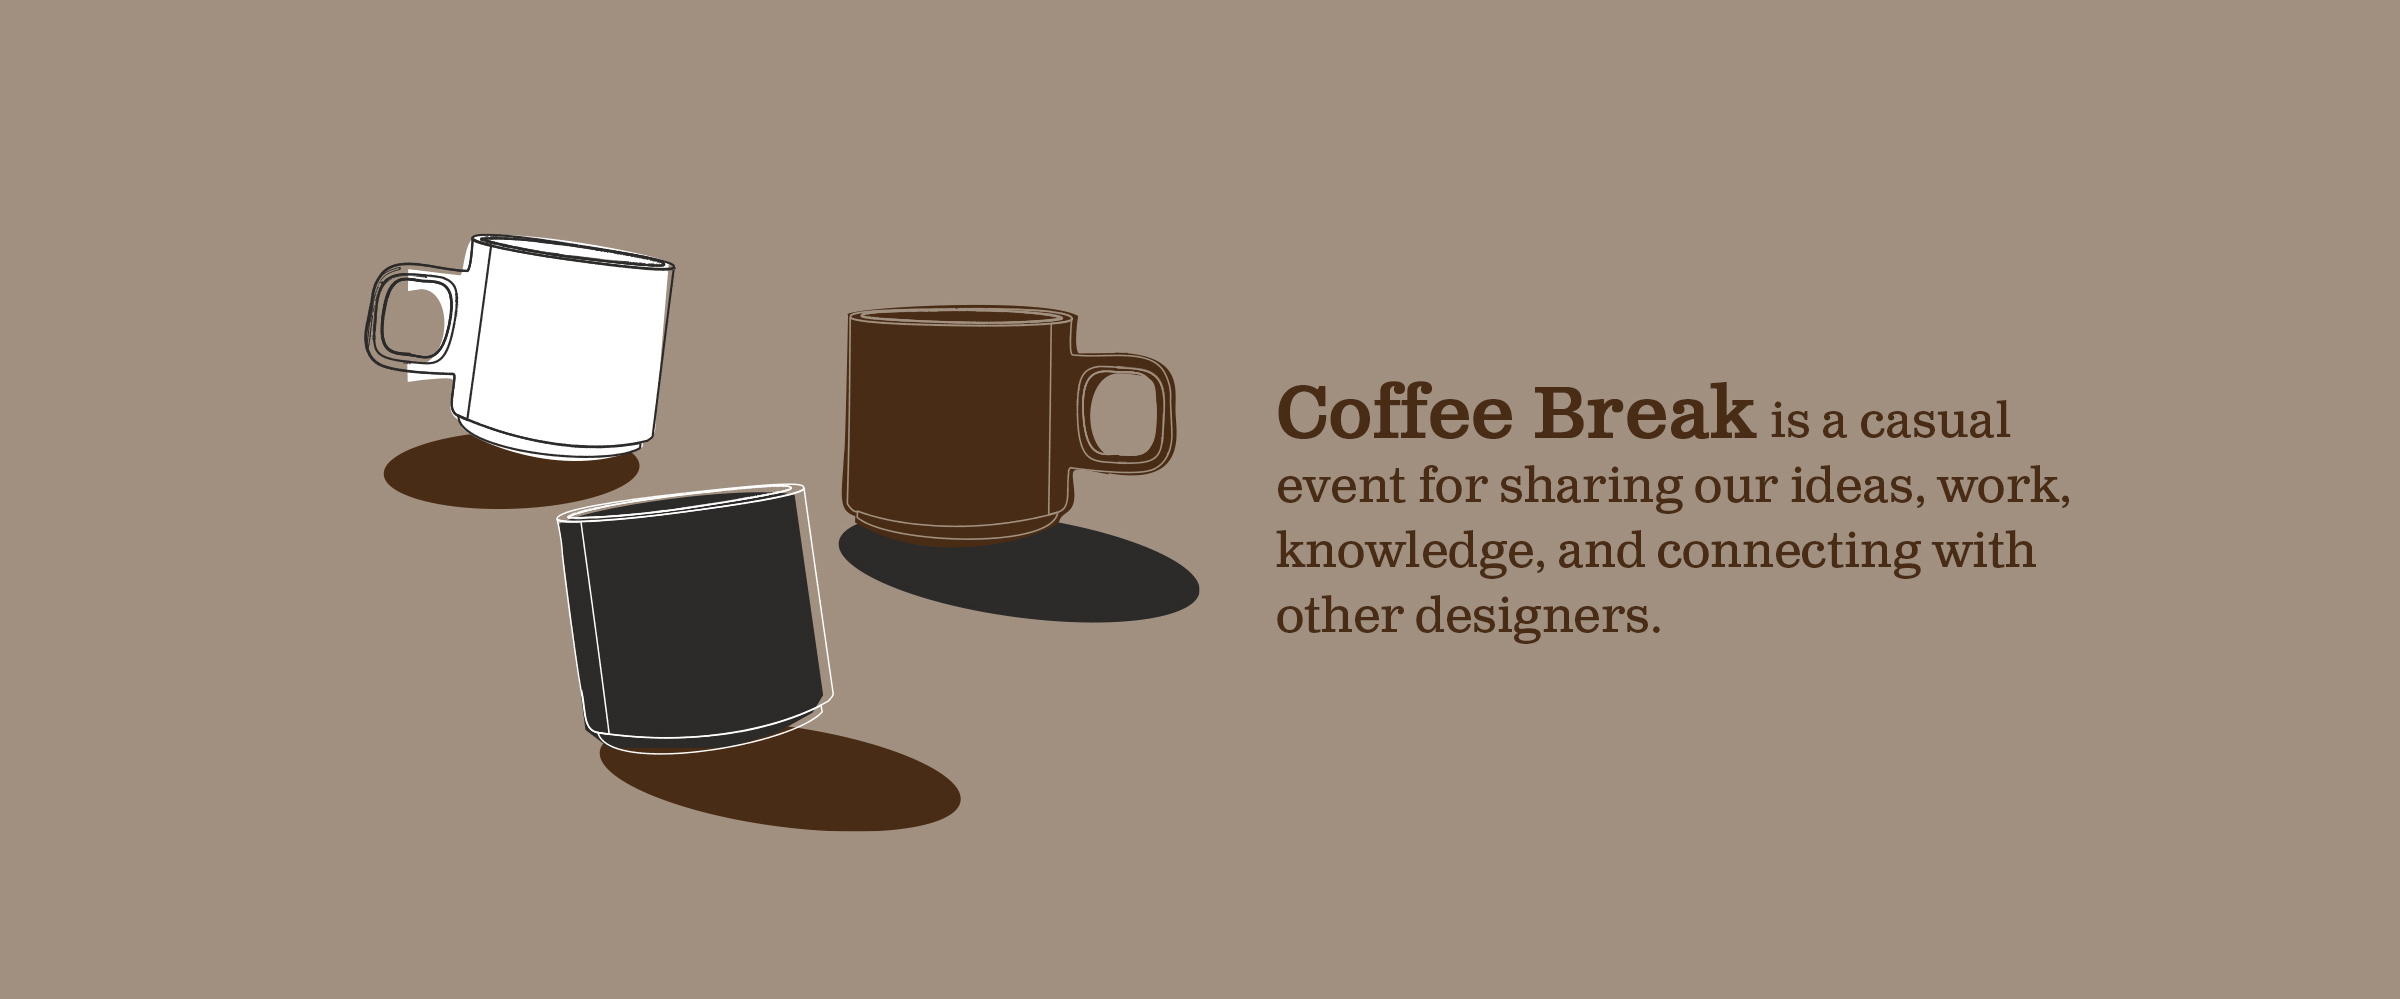 Coffee Break is a casual
event for sharing our ideas, work,
knowledge, and connecting with
other designers.